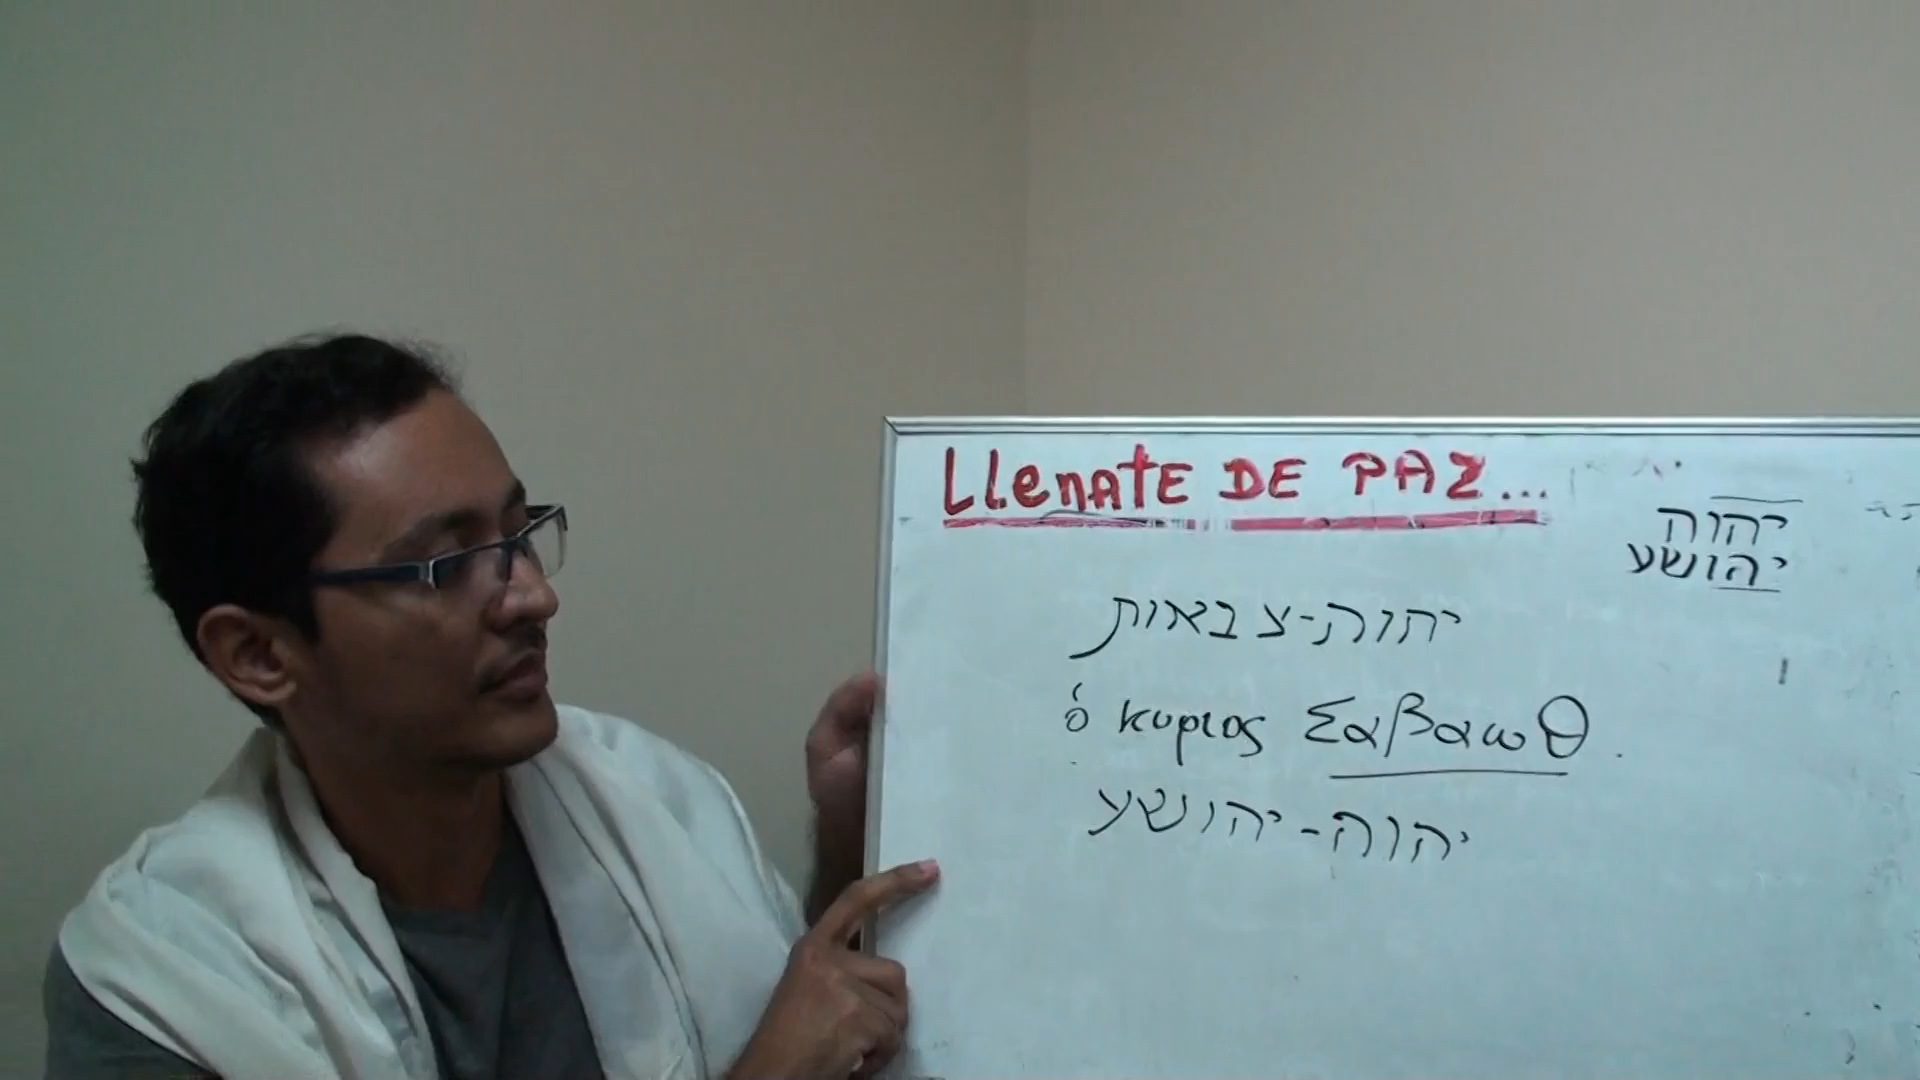 LLenATE DE PAZ...
יהוה
יהושע
יהוה-צבאות
ὁ κυριος Σαβαωθ.
יהוה-יהושע